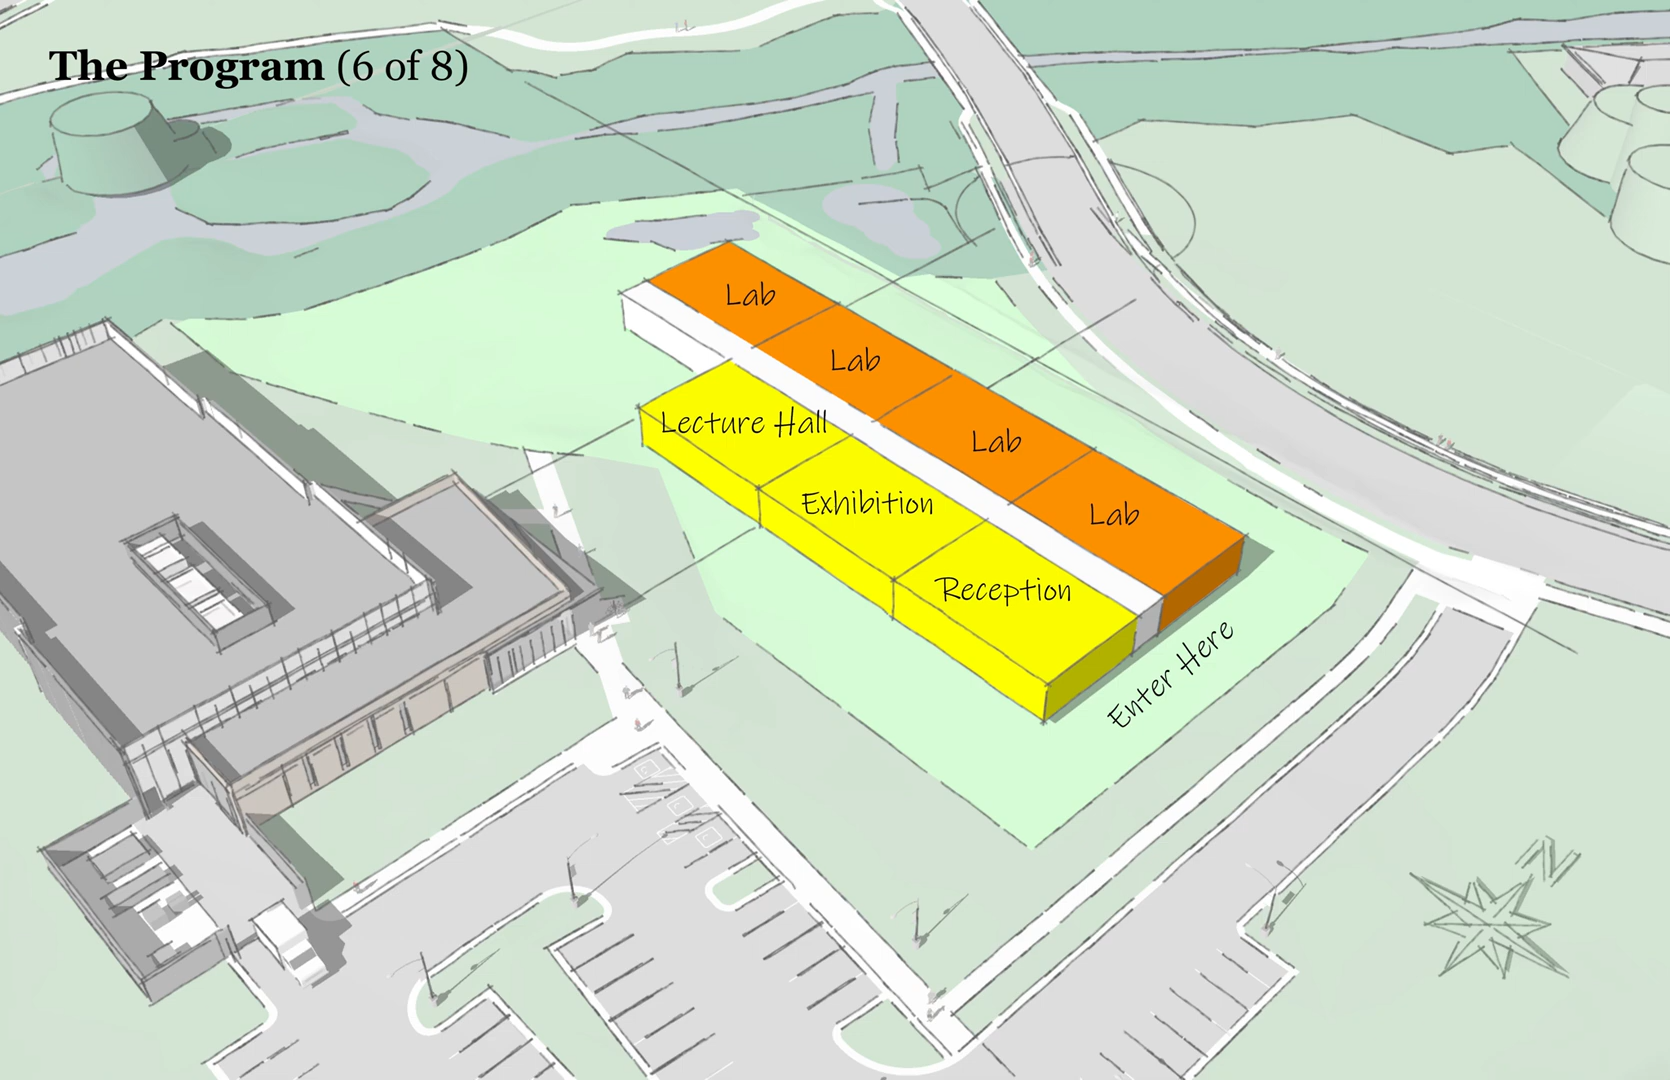 The Program (6 of 8)
Lab
Lab
Lecture Hall
Lab
Exhibition
Lab
Reception
Enter Here
N